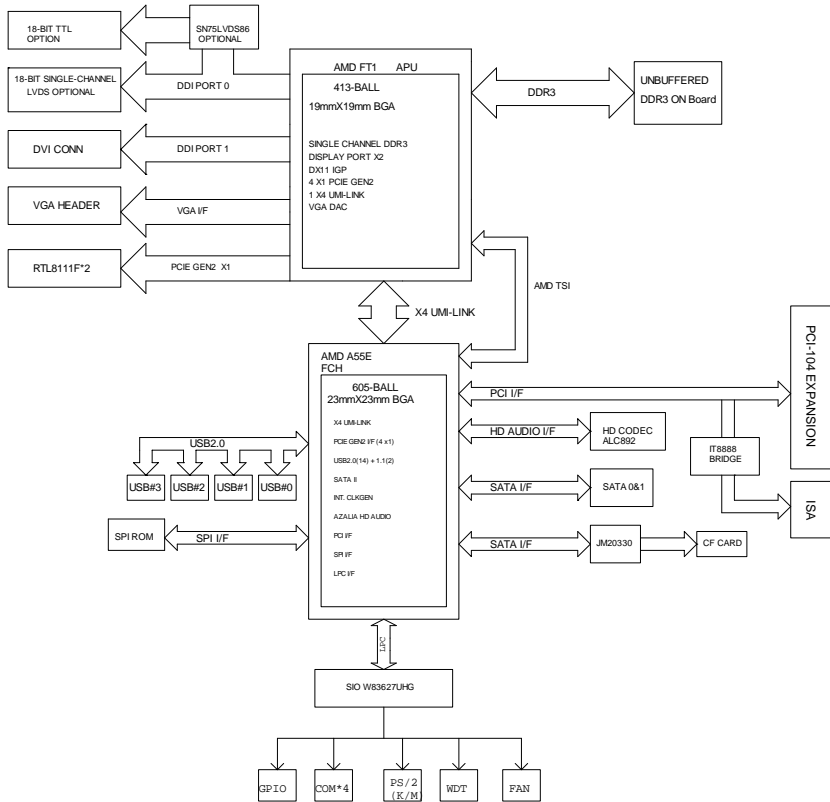 18-BIT TTL
OPTION
SN75LVDS86
OPTIONAL
18-BIT SINGLE-CHANNEL
LVDS OPTIONAL
DDI PORT 0
DVI CONN
DDI PORT 1
VGA HEADER
VGA I/F
RTL8111F*2
PCIE GEN2 X1
AMD FT1 APU
413-BALL
19mmX19mm BGA
SINGLE CHANNEL DDR3
DISPLAY PORT X2
DX11 IGP
4 X1 PCIE GEN2
1 X4 UMI-LINK
VGA DAC
DDR3
UNBUFFERED
DDR3 ON Board
AMD TSI
X4 UMI-LINK
AMD A55E
FCH
605-BALL
23mmX23mm BGA
X4 UMI-LINK
PCIE GEN2 I/F (4 x1)
USB2.0(14) + 1.1(2)
SATA II
INT. CLKGEN
AZALIA HD AUDIO
PCI I/F
SPI I/F
LPC I/F
USB2.0
USB#3
USB#2
USB#1
USB#0
SPI ROM
SPI I/F
PCI I/F
PCI-104 EXPANSION
HD AUDIO I/F
HD CODEC
ALC892
IT8888
BRIDGE
SATA I/F
SATA 0&1
ISA
SATA I/F
JM20330
CF CARD
LPC
SIO W83627UHG
GPIO
COM*4
PS/2
(K/M)
WDT
FAN